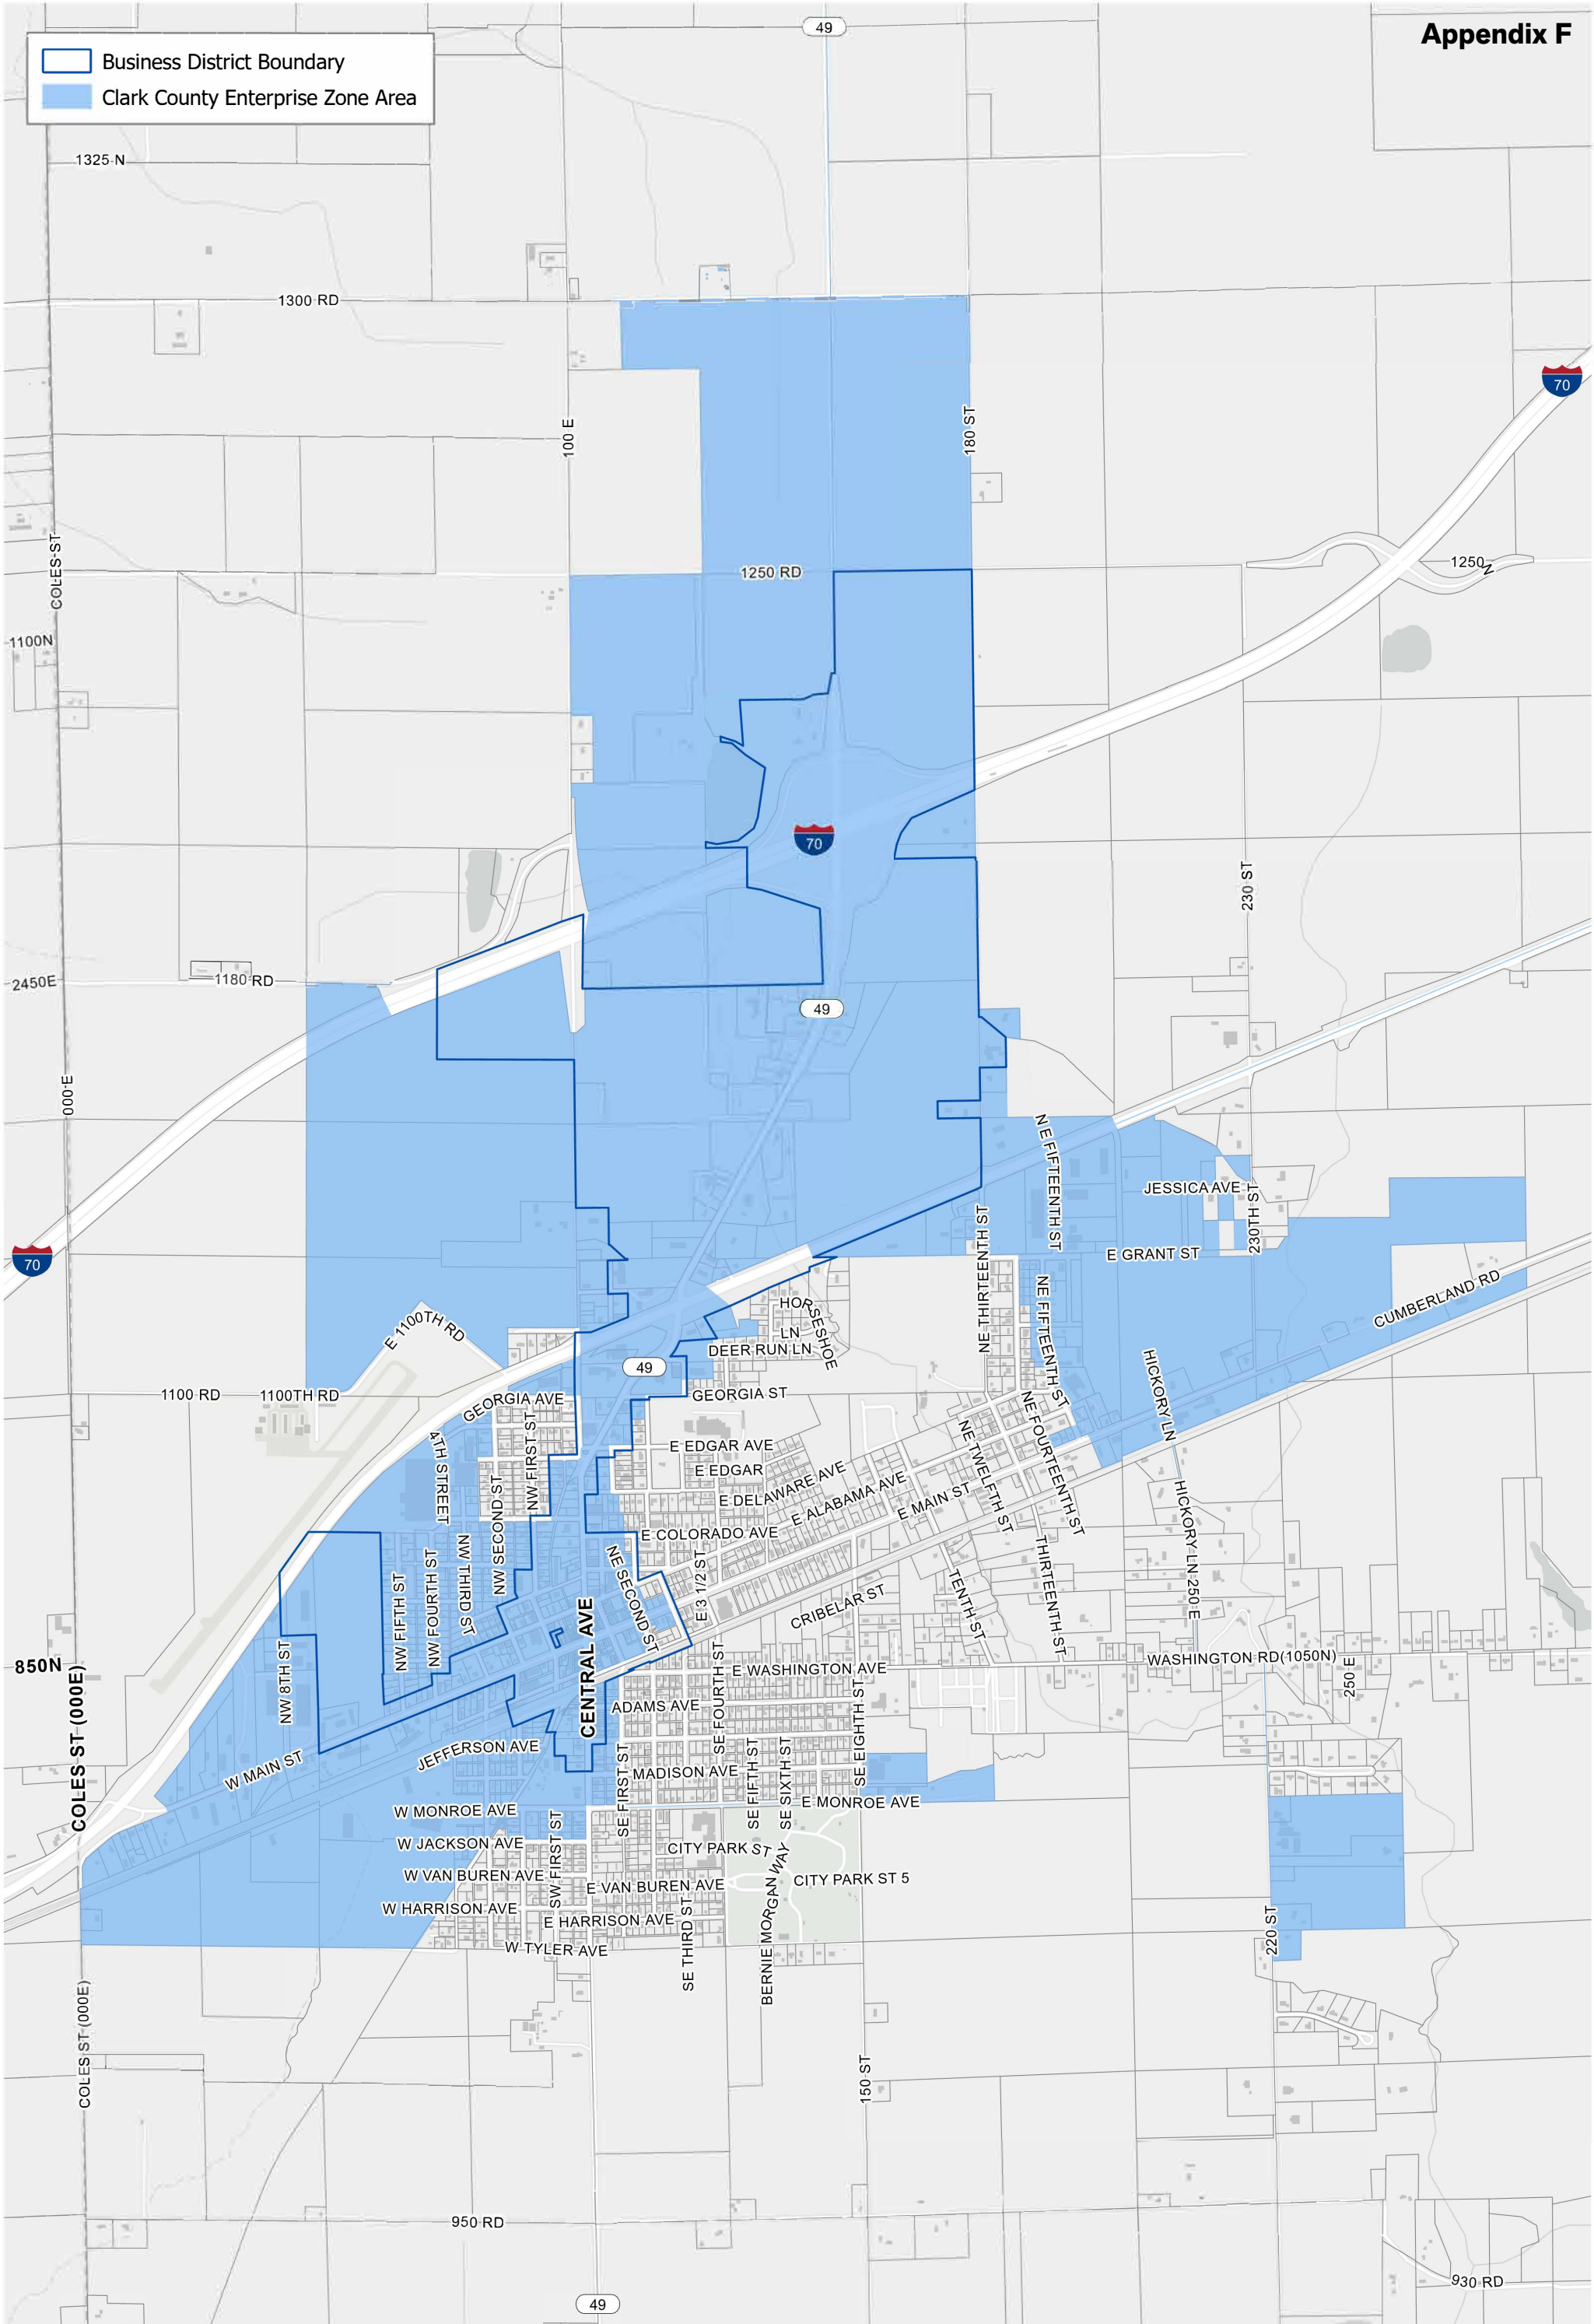 49
Appendix F
Business District Boundary
Clark County Enterprise Zone Area
1325 N
1300 RD
70
100 E
180 ST
COLES ST
1250 RD
1250 N
1100N
70
230 ST
2450E
1180 RD
49
000 E
NE FIFTEENTH ST
JESSICA AVE
230TH ST
NE THIRTEENTH ST
E GRANT ST
70
CUMBERLAND RD
HORSESHOE
LN
NE FIFTEENTH ST
E 1100TH RD
DEER RUN LN
49
HICKORY LN
1100 RD
1100TH RD
GEORGIA AVE
GEORGIA ST
NE FOURTEENTH ST
NW FIRST ST
NE TWELFTH ST
4TH STREET
E EDGAR AVE
E EDGAR
NW SECOND ST
E DELAWARE AVE
E ALABAMA AVE
E MAIN ST
HICKORY LN 250 E
E COLORADO AVE
NW THIRD ST
NW FOURTH ST
NW FIFTH ST
NE SECOND ST
E 3 1/2 ST
THIRTEENTH ST
TENTH ST
CRIBELAR ST
CENTRAL AVE
850N
NW 8TH ST
COLES ST (000E)
E WASHINGTON AVE
WASHINGTON RD(1050N)
250 E
SE FOURTH ST
ADAMS AVE
SE EIGHTH ST
JEFFERSON AVE
W MAIN ST
SE FIRST ST
SE FIFTH ST
SE SIXTH ST
MADISON AVE
W MONROE AVE
E MONROE AVE
SW FIRST ST
W JACKSON AVE
CITY PARK ST
W VAN BUREN AVE
E VAN BUREN AVE
CITY PARK ST 5
BERNIE MORGAN WAY
W HARRISON AVE
E HARRISON AVE
SE THIRD ST
220 ST
W TYLER AVE
COLES ST (000E)
150 ST
950 RD
930 RD
49